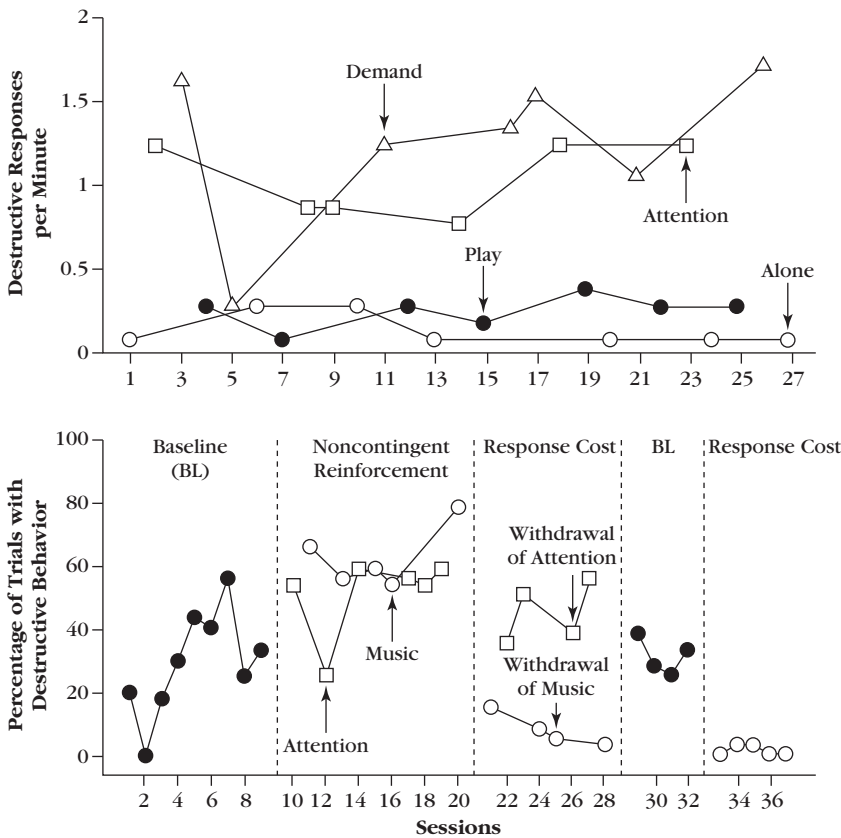 2
Demand
1.5
Destructive Responses
per Minute
1
Attention
Play
Alone
0.5
0
1 3 5 7 9 11 13 15 17 19 21 23 25 27
100
Baseline
(BL)
Noncontingent
Reinforcement
Response Cost
BL
Response Cost
80
Withdrawal
of Attention
60
Percentage of Trials with
Destructive Behavior
40
Music
Withdrawal
of Music
20
Attention
0
2 4 6 8 10 12 14 16 18 20 22 24 26 28 30 32 34 36
Sessions